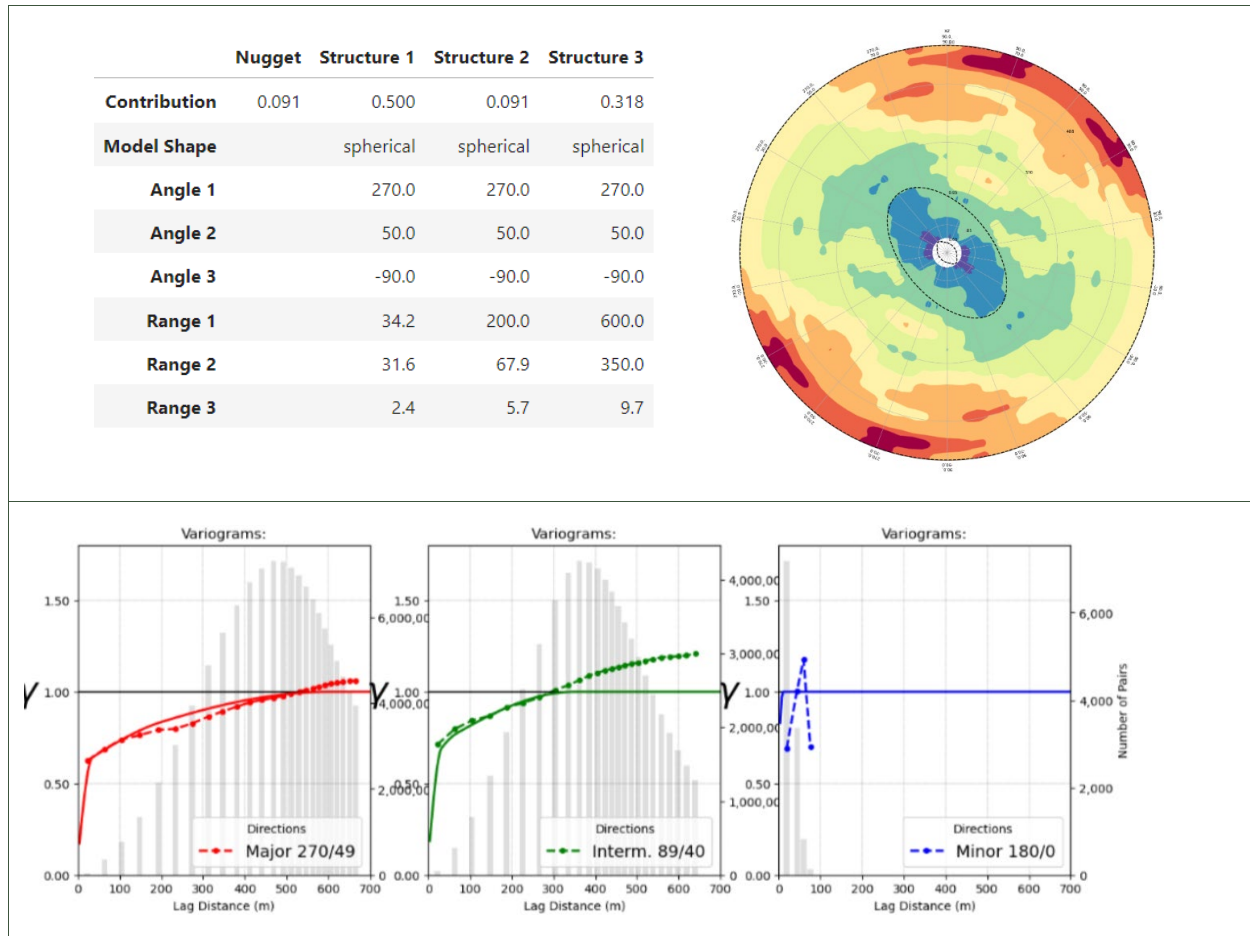 Nugget Structure 1 Structure 2 Structure 3
Contribution 0.091 0.500 0.091 0.318
Model Shape spherical spherical spherical
Angle 1 270.0 270.0 270.0
Angle 2 50.0 50.0 50.0
Angle 3 -90.0 -90.0 -90.0
Range 1 34.2 200.0 600.0
Range 2 31.6 67.9 350.0
Range 3 2.4 5.7 9.7
Variograms:
γ
1.50
1.00
0.50
0.00
6,000,00
4,000,00
2,000,00
0
Directions
Major 270/49
0 100 200 300 400 500 600 700
Lag Distance (m)
Variograms:
γ
1.50
1.00
0.00
4,000,00
3,000,00
2,000,00
1,000,00
0
Directions
Interm. 89/40
0 100 200 300 400 500 600 700
Lag Distance (m)
Variograms:
γ
1.50
1.00
0.50
0.00
6,000
4,000
2,000
0
Number of Pairs
Directions
Minor 180/0
0 100 200 300 400 500 600 700
Lag Distance (m)